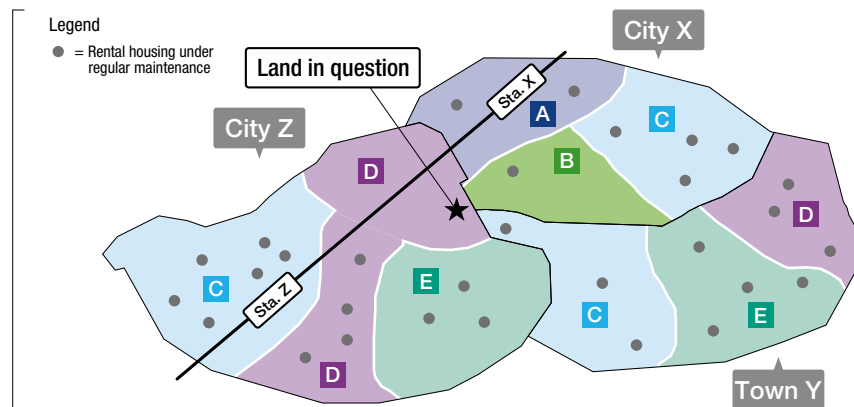 Legend
= Rental housing under
regular maintenance
Land in question
City X
City Z
Sta. X
A
C
B
D
D
C
Sta. Z
E
C
E
D
Town Y